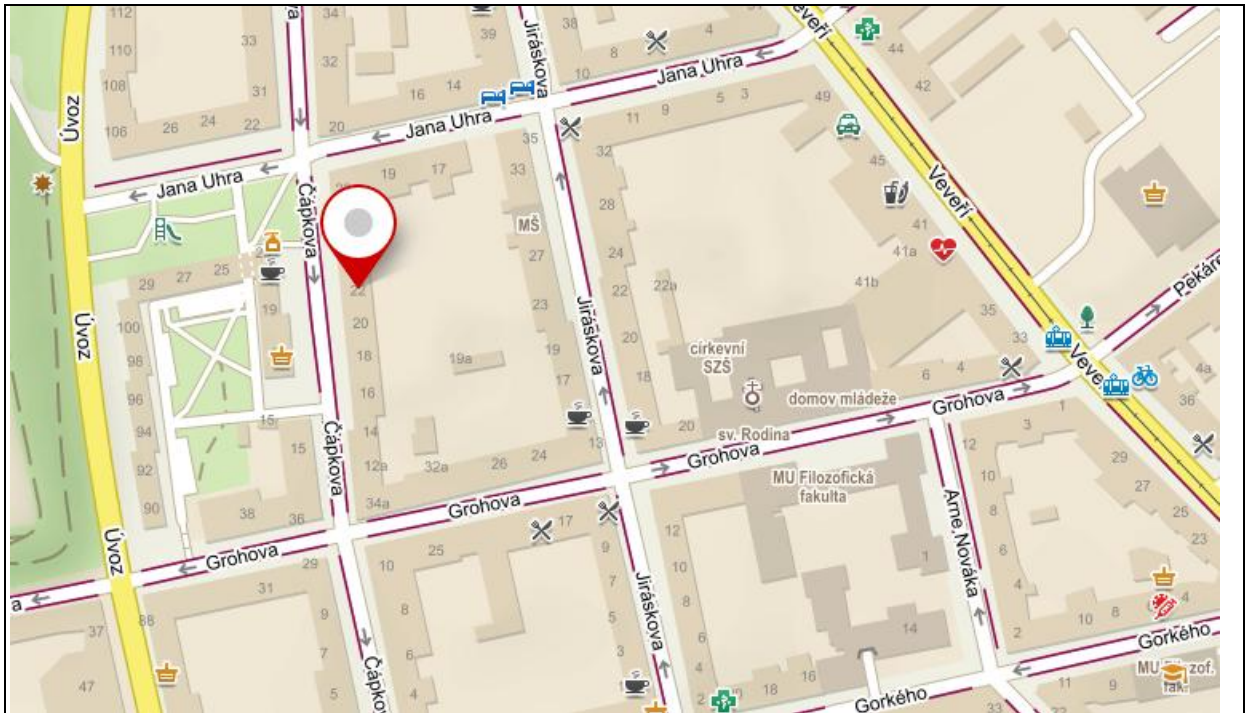 112
110
108
106
26
24
22
33
31
Úvoz
34
32
20
16
14
39
Jiráskova
38
10
8
4
Jana Uhra
Veveří
44
42
49
11
9
5
3
Jana Uhra
35
33
32
19
17
Jana Uhra
Čápkova
MŠ
28
45
41
41a
Veveří
27
25
29
27
24
23
22
22a
41b
100
19
22
20
Jiráskova
35
33
Pekárs
Úvoz
98
96
94
92
90
18
16
14
12a
19a
19
17
18
církevní
SZŠ
domov mládeže
6
4
Grohova
4a
36
15
15
Čápkova
32a
26
24
13
20
sv. Rodina
Grohova
1
3
12
10
8
29
27
25
23
38
36
34a
Grohova
17
MU Filozofická
fakulta
Arne Nováka
Úvoz
Grohova
29
31
25
10
8
6
4
9
7
5
3
12
10
8
6
4
2
1
6
4
2
Jiráskova
37
47
88
9
7
5
Čápkova
14
18
16
Gorkého
10
8
4
Gorkého
MU Filozof.
fak.
11
9
33